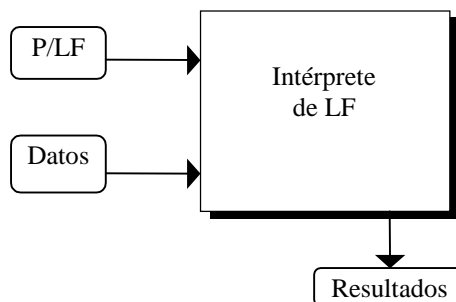 P/LF
Intérprete
de LF
Datos
Resultados